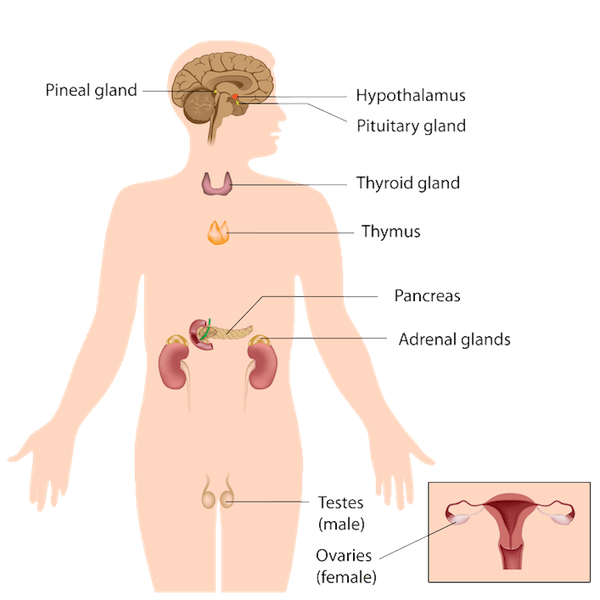 Pineal gland
Hypothalamus
Pituitary gland
Thyroid gland
Thymus
Pancreas
Adrenal glands
Testes
(male)
Ovaries
(female)